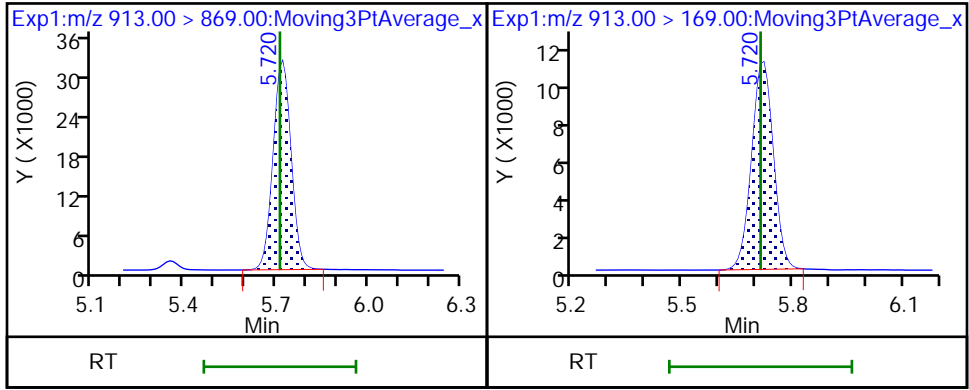 Exp1:m/z 913.00 > 869.00:Moving3PtAverage_x
36
30
24
18
12
6
0
Y ( X1000)
5.720
5.1 5.4 5.7 6.0 6.3
Min
RT
Exp1:m/z 913.00 > 169.00:Moving3PtAverage_x
12
10
8
6
4
2
0
Y ( X1000)
5.720
5.2 5.5 5.8 6.1
Min
RT